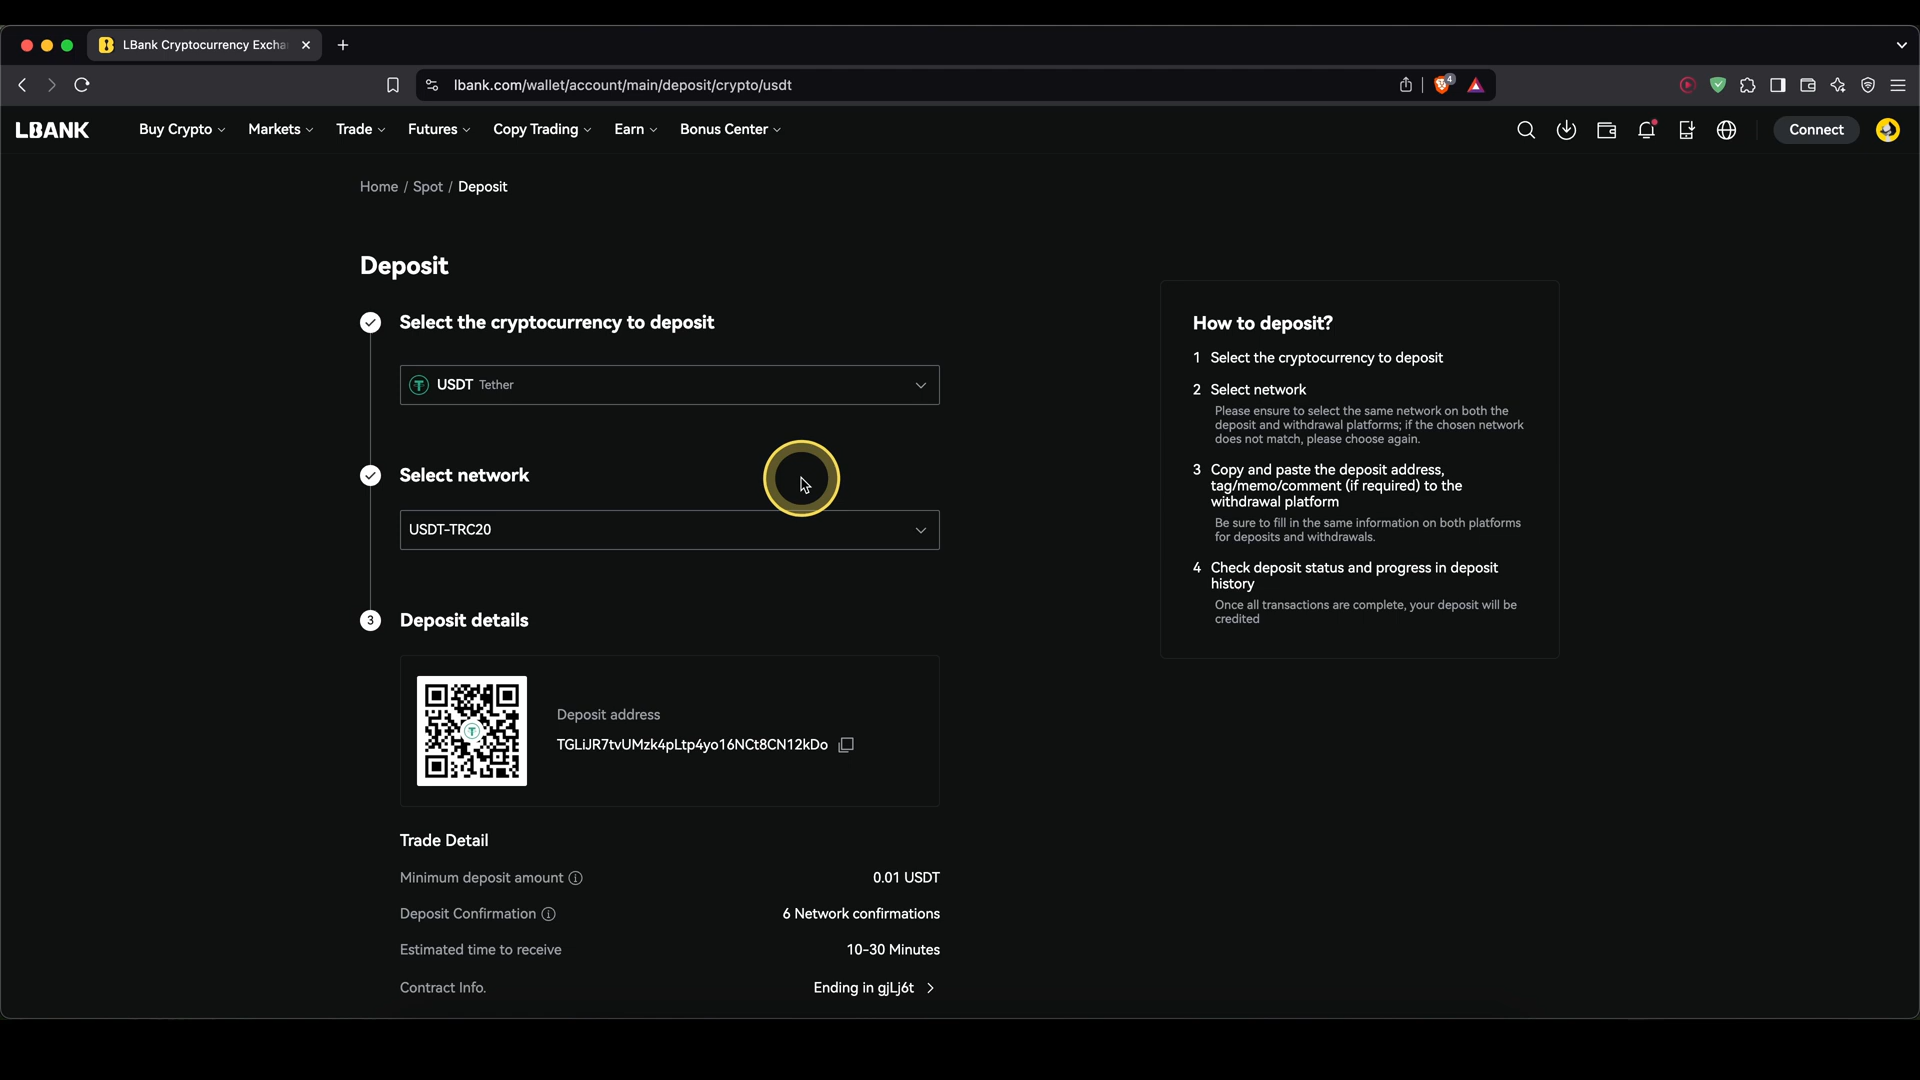 LBank Cryptocurrency Excha
lbank.com/wallet/account/main/deposit/crypto/usdt
4
LBANK
Buy Crypto
Markets
Trade
Futures
Copy Trading
Earn
Bonus Center
Connect
Home / Spot / Deposit
Deposit
Select the cryptocurrency to deposit
USDT Tether
Select network
USDT-TRC20
3 Deposit details
Deposit address
TGLiJR7tvUMzk4pLtp4yo16NCt8CN12kDo
Trade Detail
Minimum deposit amount 0.01 USDT
Deposit Confirmation 6 Network confirmations
Estimated time to receive 10-30 Minutes
Contract Info. Ending in gjLj6t
How to deposit?
1 Select the cryptocurrency to deposit
2 Select network
Please ensure to select the same network on both the
deposit and withdrawal platforms; if the chosen network
does not match, please choose again.
3 Copy and paste the deposit address,
tag/memo/comment (if required) to the
withdrawal platform
Be sure to fill in the same information on both platforms
for deposits and withdrawals.
4 Check deposit status and progress in deposit
history
Once all transactions are complete, your deposit will be
credited